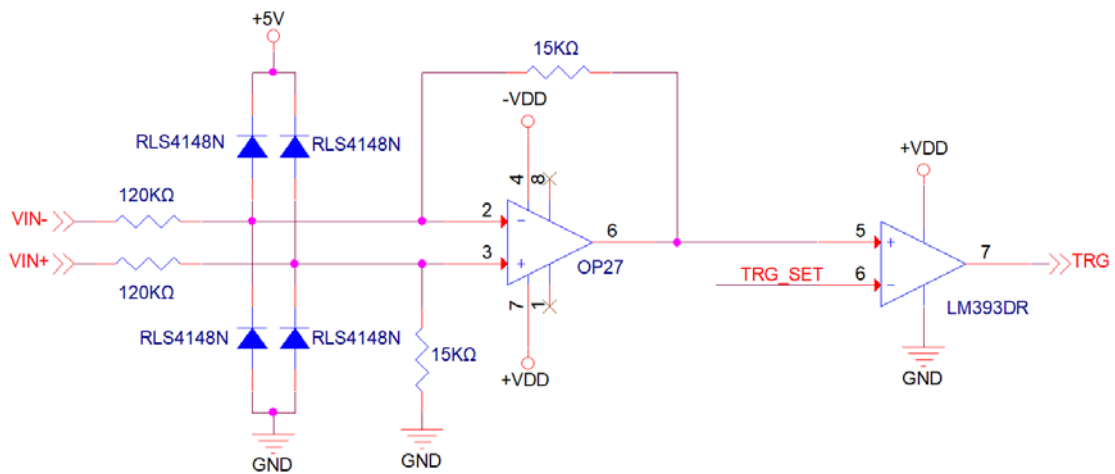 +5V
15KΩ
-VDD
RLS4148N
RLS4148N
+VDD
4
8
120KΩ
VIN-
2
-
6
5
+
7
TRG
VIN+
3
+
OP27
TRG_SET
6
-
120KΩ
LM393DR
7
1
RLS4148N
RLS4148N
15KΩ
GND
+VDD
GND
GND